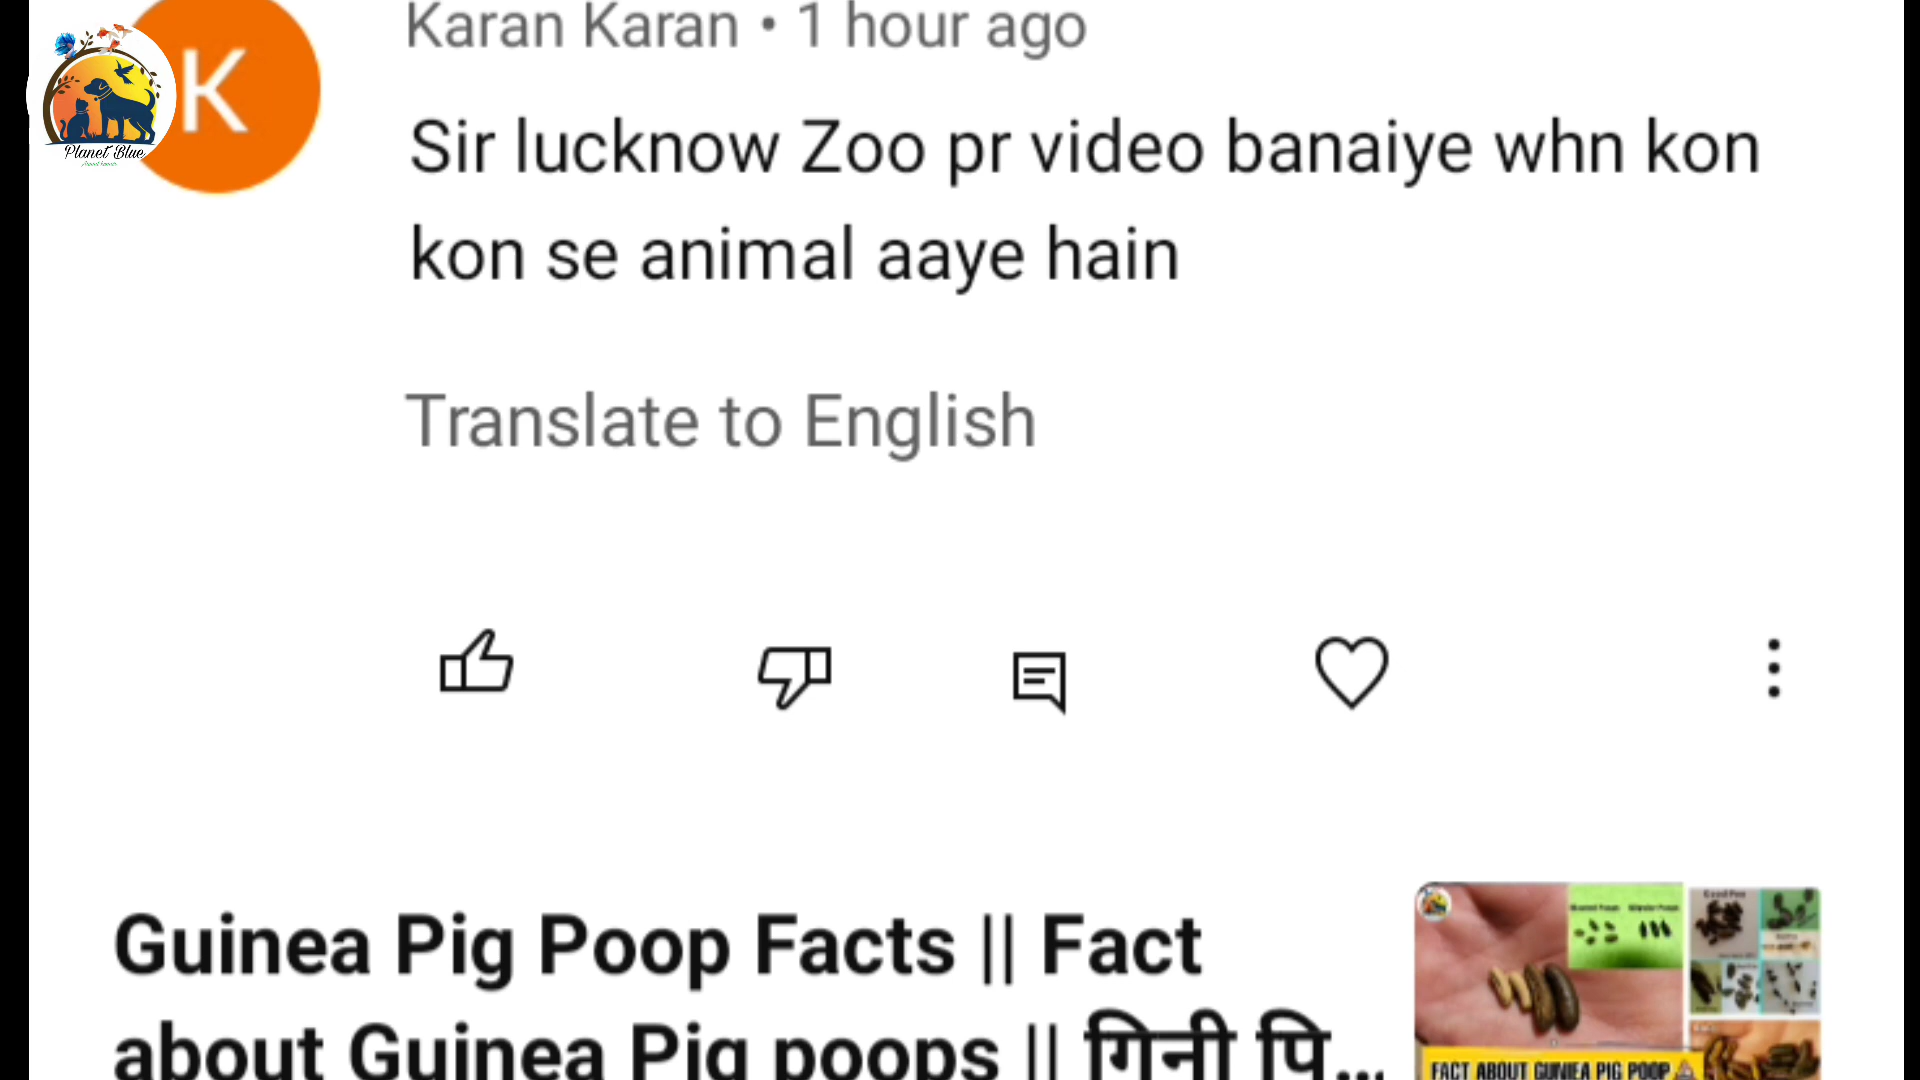 Karan Karan • 1 hour ago
K
Planet Blue
Sir lucknow Zoo pr video banaiye whn kon
kon se animal aaye hain
Translate to English
Guinea Pig Poop Facts || Fact
about Guinea Pig poops || गिनी पि...
FACT ABOUT GUINEA PIG POOP